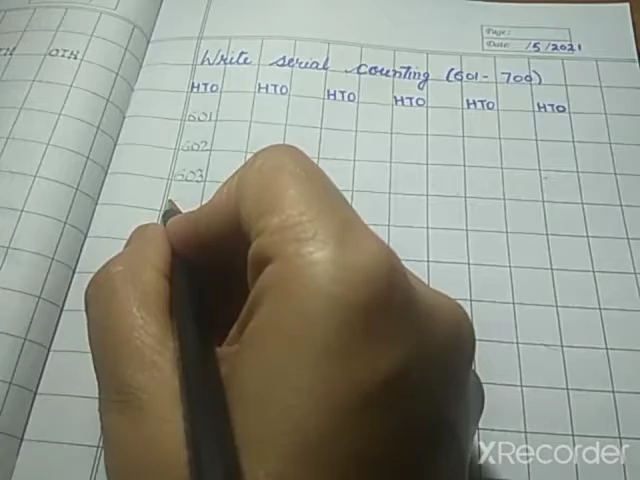 Page:
Date: /5/2021
OTH
Write serial counting (601 - 700)
HTO HTO HTO HTO HTO HTO
601
602
603
XRecorder